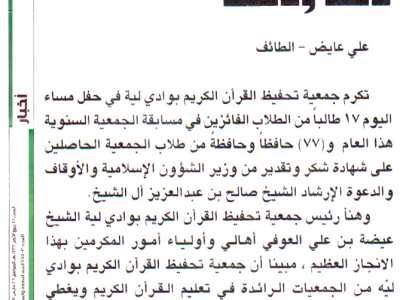 علي عايض - الطائف
تكرم جمعية تحفيظ القرآن الكريم بوادي لية في حفل مساء
اليوم ١٧ طالباً من الطلاب الفائزين في مسابقة الجمعية السنوية
هذا العام و(٧٧) حافظاً وحافظةً من طلاب الجمعية الحاصلين
على شهادة شكر وتقدير من وزير الشؤون الإسلامية والأوقاف
والدعوة الإرشاد الشيخ صالح بن عبدالعزيز آل الشيخ.
وهنأ رئيس جمعية تحفيظ القرآن الكريم بوادي لية الشيخ
عيضة بن علي العوفي أهالي وأولياء أمور المكرمين بهذا
الانجاز العظيم ، مبينا أن جمعية تحفيظ القرآن الكريم بوادي
ليّه من الجمعيات الرائدة في تعليم القرآن الكريم ويغطي
أخبار